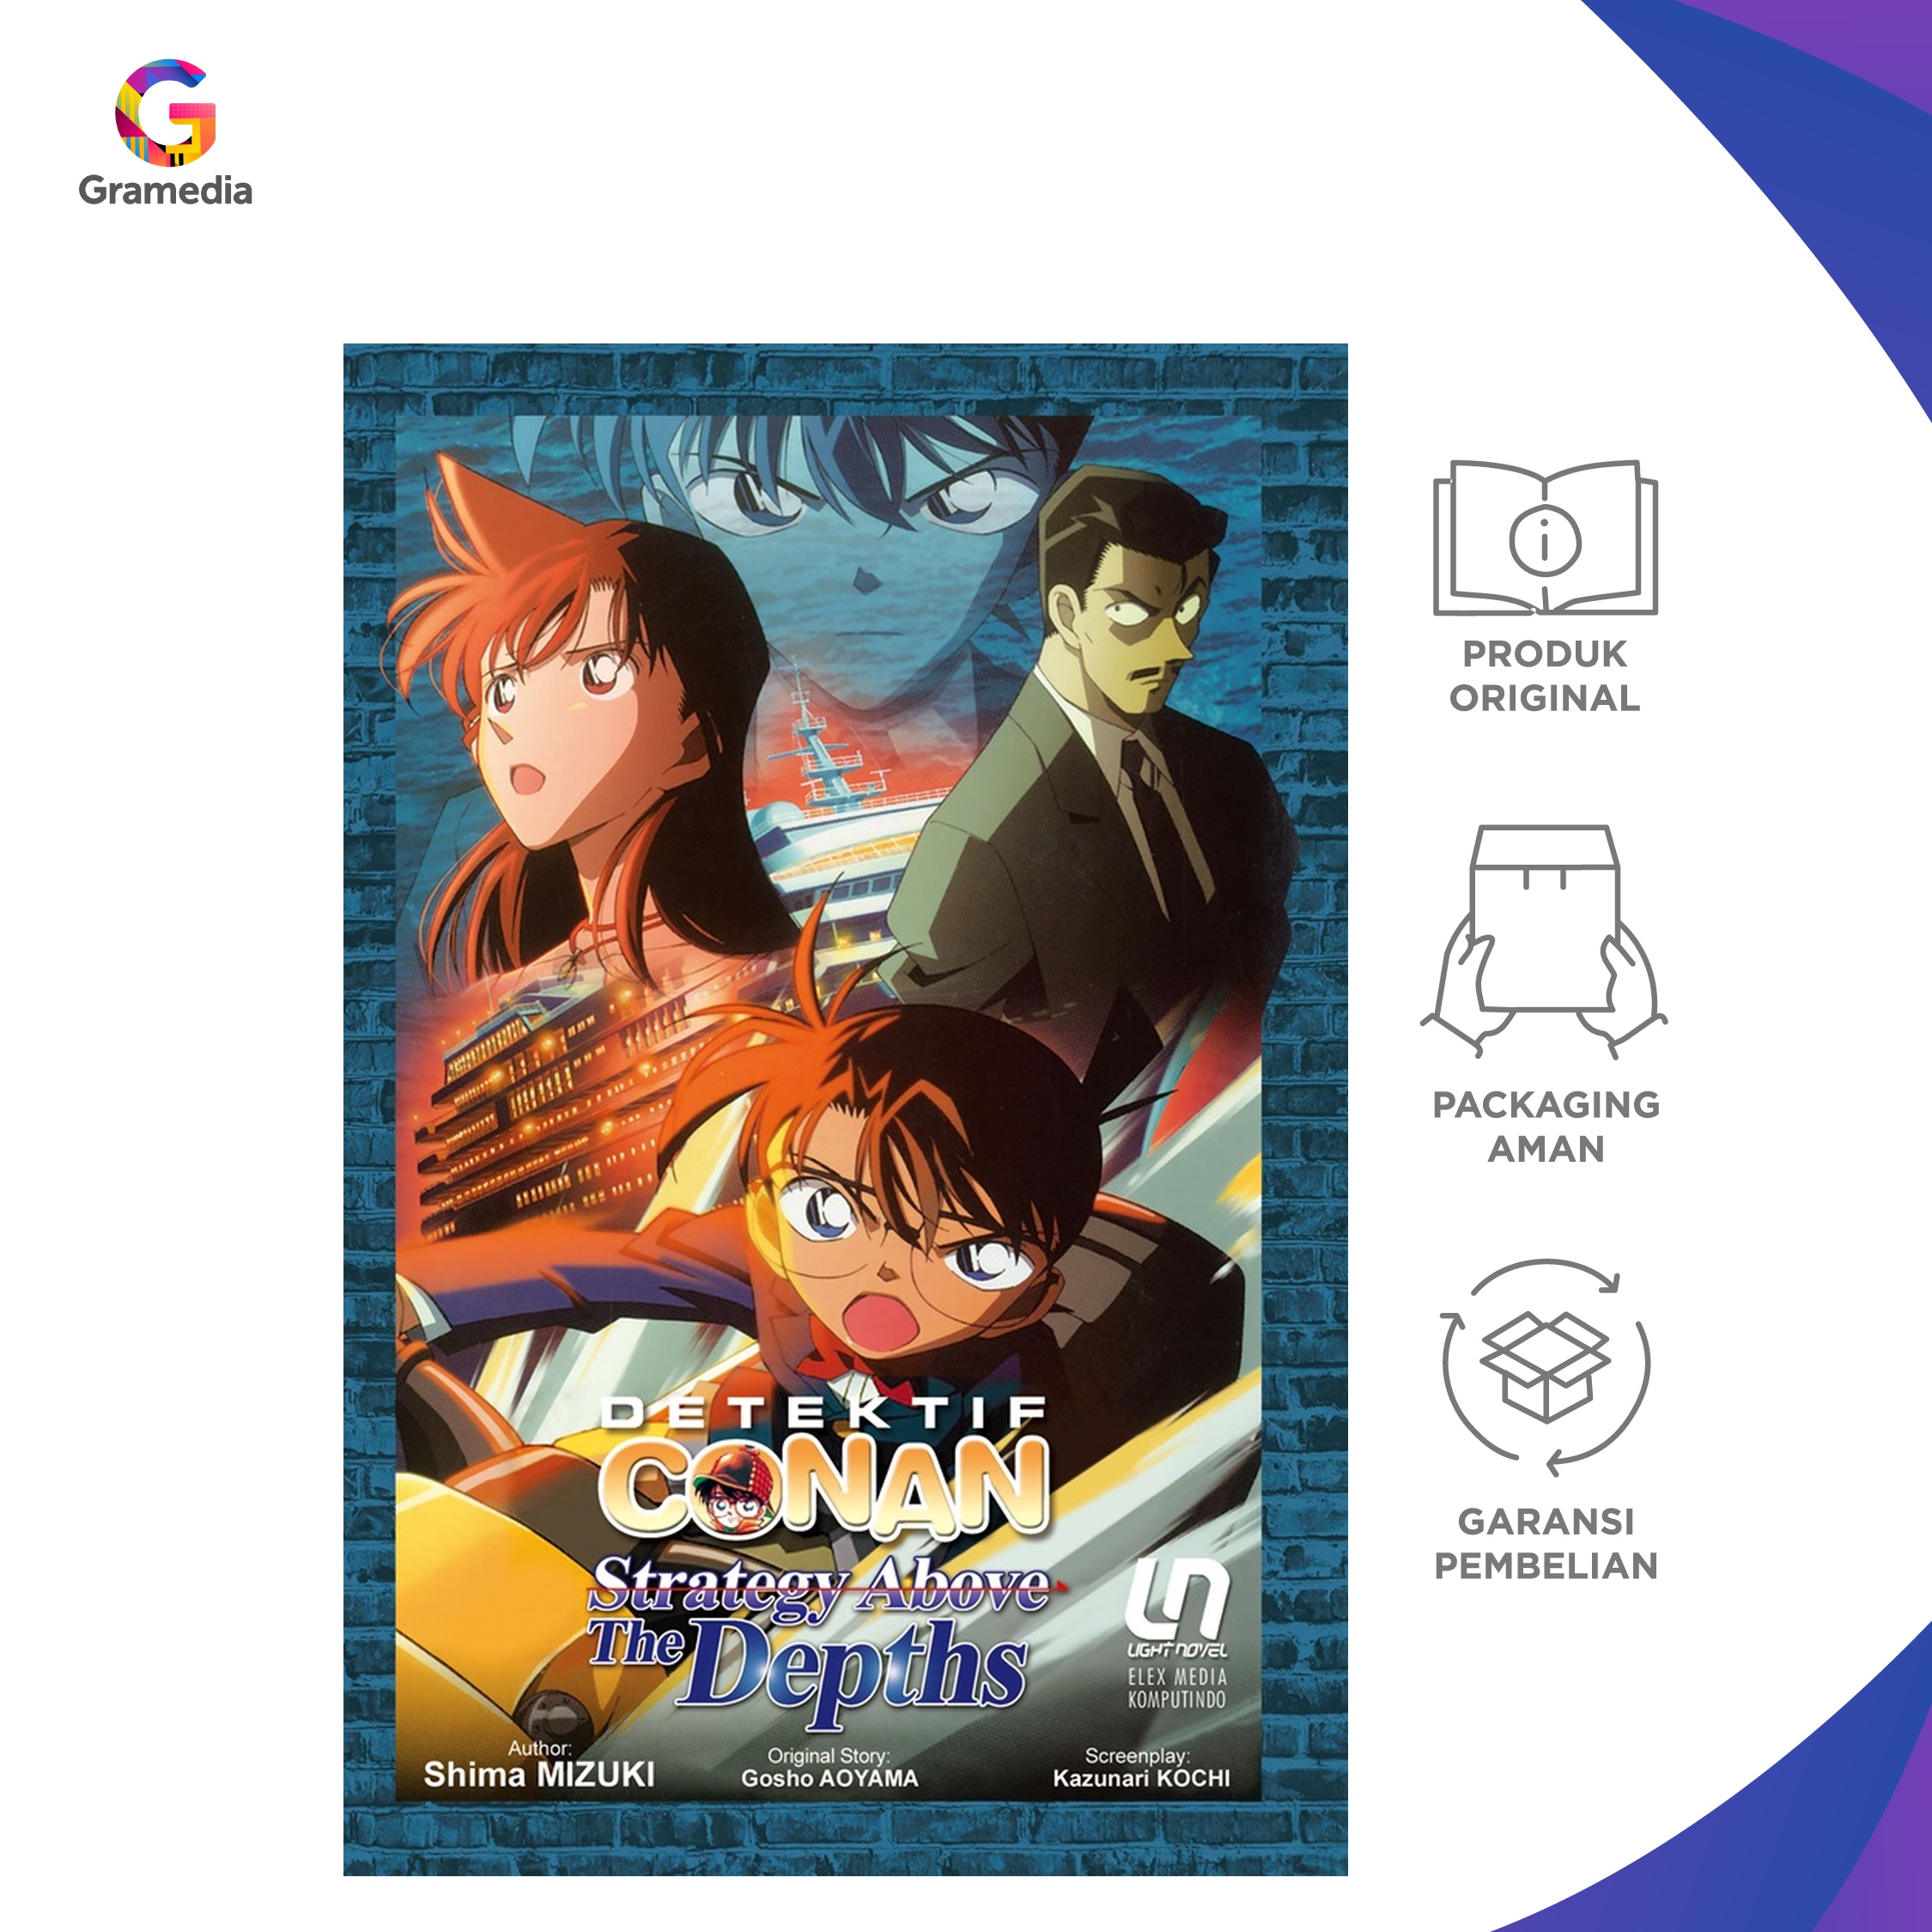 Gramedia
PRODUK
ORIGINAL
PACKAGING
AMAN
GARANSI
PEMBELIAN
DETEKTIF
CONAN
Strategy Above
The Depths
LIGHT NOVEL
ELEX MEDIA
KOMPUTINDO
Author:
Shima MIZUKI
Original Story:
Gosho AOYAMA
Screenplay:
Kazunari KOCHI